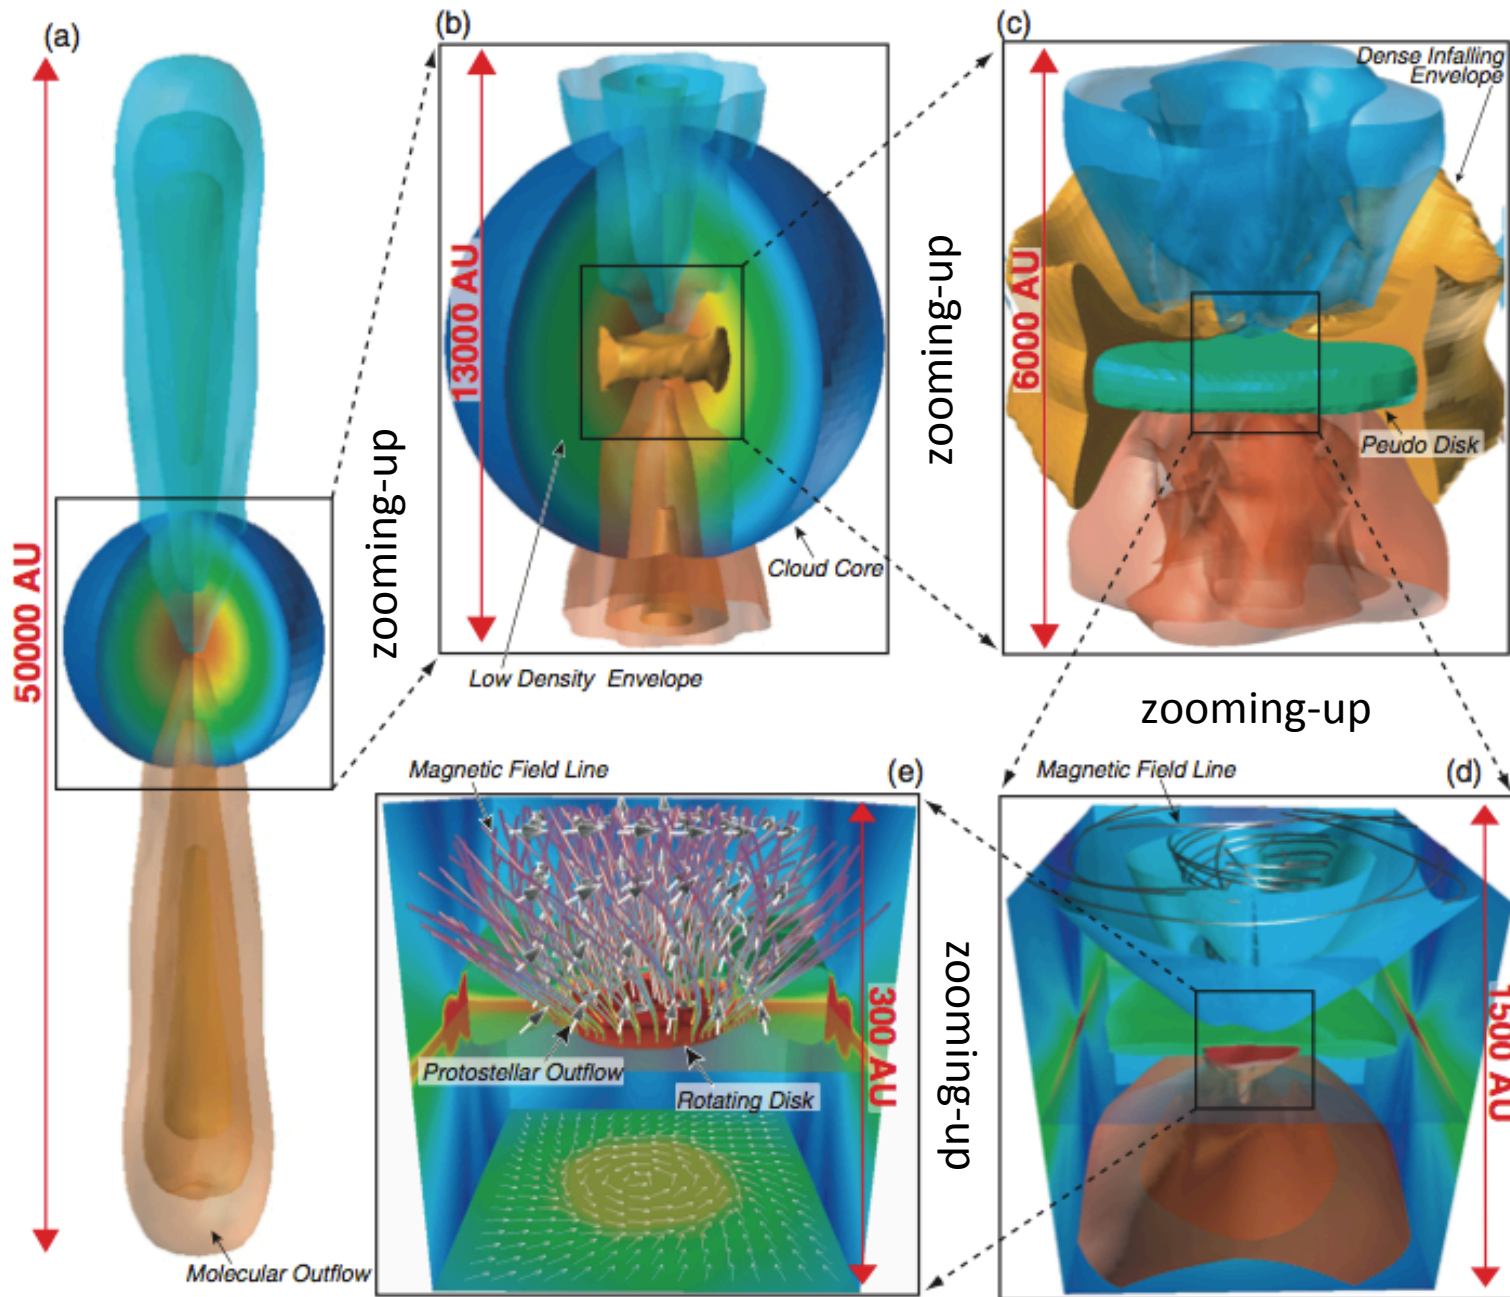 (a)
50000 AU
Molecular Outflow
zooming-up
(b)
13000 AU
Cloud Core
Low Density Envelope
zooming-up
(c)
Dense Infalling
Envelope
6000 AU
Peudo Disk
zooming-up
(d)
Magnetic Field Line
1500 AU
zooming-up
(e)
Magnetic Field Line
300 AU
Protostellar Outflow
Rotating Disk